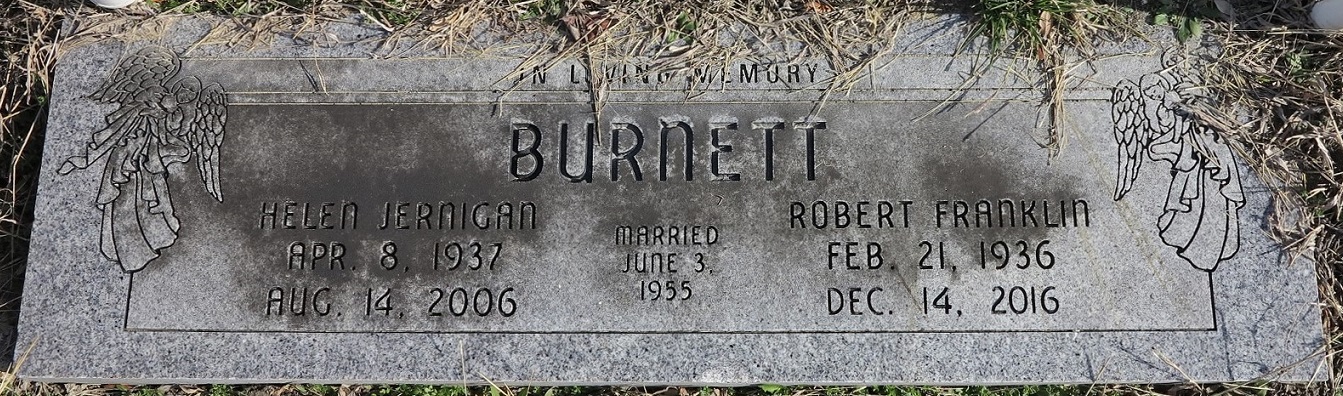 IN LOVING MEMORY
BURNETT
HELEN JERNIGAN
APR. 8, 1937
AUG. 14, 2006
MARRIED
JUNE 3,
1955
ROBERT FRANKLIN
FEB. 21, 1936
DEC. 14, 2016